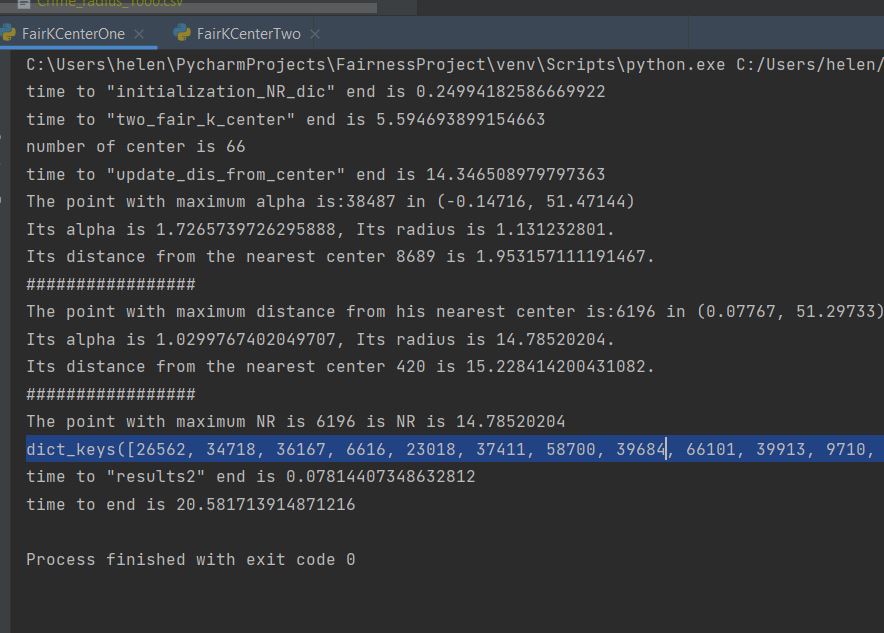 Crime_radius_1000.csv
FairKCenterOne
FairKCenterTwo
C:\Users\helen\PycharmProjects\FairnessProject\venv\Scripts\python.exe C:/Users/helen/
time to "initialization_NR_dic" end is 0.24994182586669922
time to "two_fair_k_center" end is 5.594693899154663
number of center is 66
time to "update_dis_from_center" end is 14.346508979797363
The point with maximum alpha is:38487 in (-0.14716, 51.47144)
Its alpha is 1.7265739726295888, Its radius is 1.131232801.
Its distance from the nearest center 8689 is 1.953157111191467.
#################
The point with maximum distance from his nearest center is:6196 in (0.07767, 51.29733)
Its alpha is 1.0299767402049707, Its radius is 14.78520204.
Its distance from the nearest center 420 is 15.228414200431082.
#################
The point with maximum NR is 6196 is NR is 14.78520204
dict_keys([26562, 34718, 36167, 6616, 23018, 37411, 58700, 39684, 66101, 39913, 9710,
time to "results2" end is 0.07814407348632812
time to end is 20.581713914871216
Process finished with exit code 0